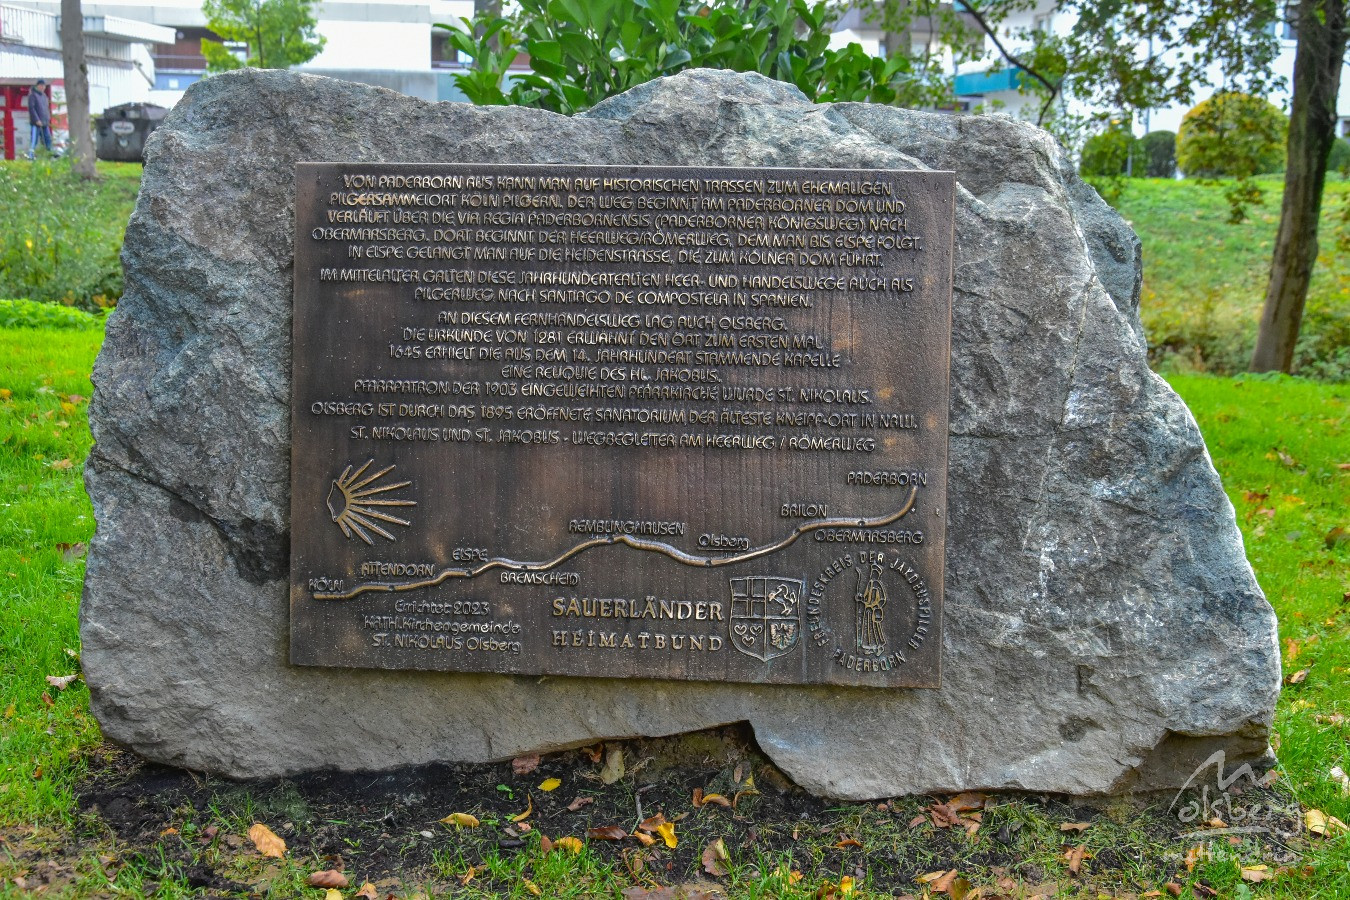 VON PADERBORN AUS KANN MAN AUF HISTORISCHEN TRASSEN ZUM EHEMALIGEN
PILGERSAMMELORT KÖLN PILGERN. DER WEG BEGINNT AM PADERBORNER DOM UND
VERLÄUFT ÜBER DIE VIA REGIA PADERBORNENSIS (PADERBORNER KÖNIGSWEG) NACH
OBERMARSBERG. DORT BEGINNT DER HEERWEG/RÖMERWEG, DEM MAN BIS ELSPE FOLGT.
IN ELSPE GELANGT MAN AUF DIE HEIDENSTRASSE, DIE ZUM KÖLNER DOM FÜHRT.
IM MITTELALTER GALTEN DIESE JAHRHUNDERTEALTEN HEER- UND HANDELSWEGE AUCH ALS
PILGERWEG NACH SANTIAGO DE COMPOSTELA IN SPANIEN.
AN DIESEM FERNHANDELSWEG LAG AUCH OLSBERG.
DIE URKUNDE VON 1281 ERWÄHNT DEN ORT ZUM ERSTEN MAL
1645 ERHIELT DIE AUS DEM 14. JAHRHUNDERT STAMMENDE KAPELLE
EINE RELIQUIE DES HL. JAKOBUS.
PFARRPATRON DER 1903 EINGEWEIHTEN PFARRKIRCHE WURDE ST. NIKOLAUS.
OLSBERG IST DURCH DAS 1895 ERÖFFNETE SANATORIUM DER ÄLTESTE KNEIPP-ORT IN NRW.
ST. NIKOLAUS UND ST. JAKOBUS - WEGBEGLEITER AM HEERWEG / RÖMERWEG
PADERBORN
BRILON
OBERMARSBERG
REMBLINGHAUSEN
Olsberg
ELSPE
BREMSCHEID
ATTENDORN
KÖLN
Errichtet 2023
KATH. Kirchengemeinde
ST. NIKOLAUS Olsberg
SAUERLÄNDER
HEIMATBUND
FREUNDESKREIS DER JAKOBUSPILGER
PADERBORN
M
olsberg
myHeimat